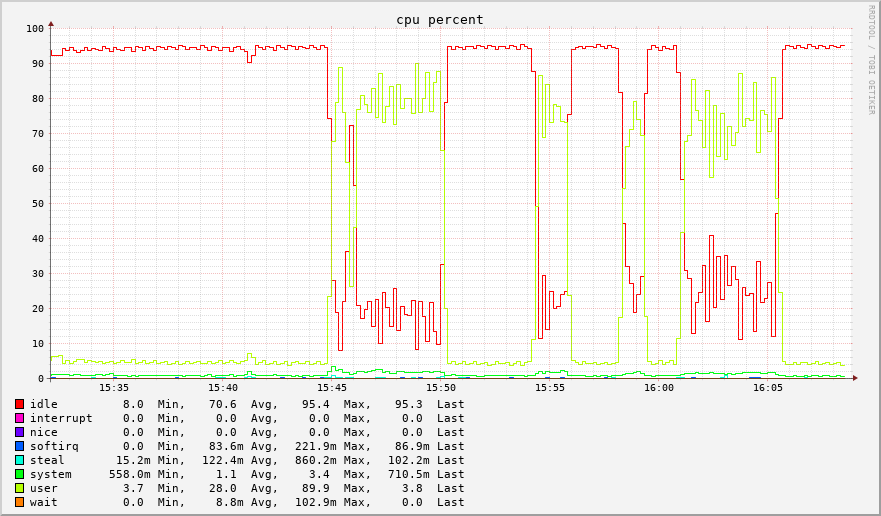 cpu percent
RRDTOOL / TOBI OETIKER
100
90
80
70
60
50
40
30
20
10
0
15:35 15:40 15:45 15:50 15:55 16:00 16:05
idle 8.0 Min, 70.6 Avg, 95.4 Max, 95.3 Last
interrupt 0.0 Min, 0.0 Avg, 0.0 Max, 0.0 Last
nice 0.0 Min, 0.0 Avg, 0.0 Max, 0.0 Last
softirq 0.0 Min, 83.6m Avg, 221.9m Max, 86.9m Last
steal 15.2m Min, 122.4m Avg, 860.2m Max, 102.2m Last
system 558.0m Min, 1.1 Avg, 3.4 Max, 710.5m Last
user 3.7 Min, 28.0 Avg, 89.9 Max, 3.8 Last
wait 0.0 Min, 8.8m Avg, 102.9m Max, 0.0 Last